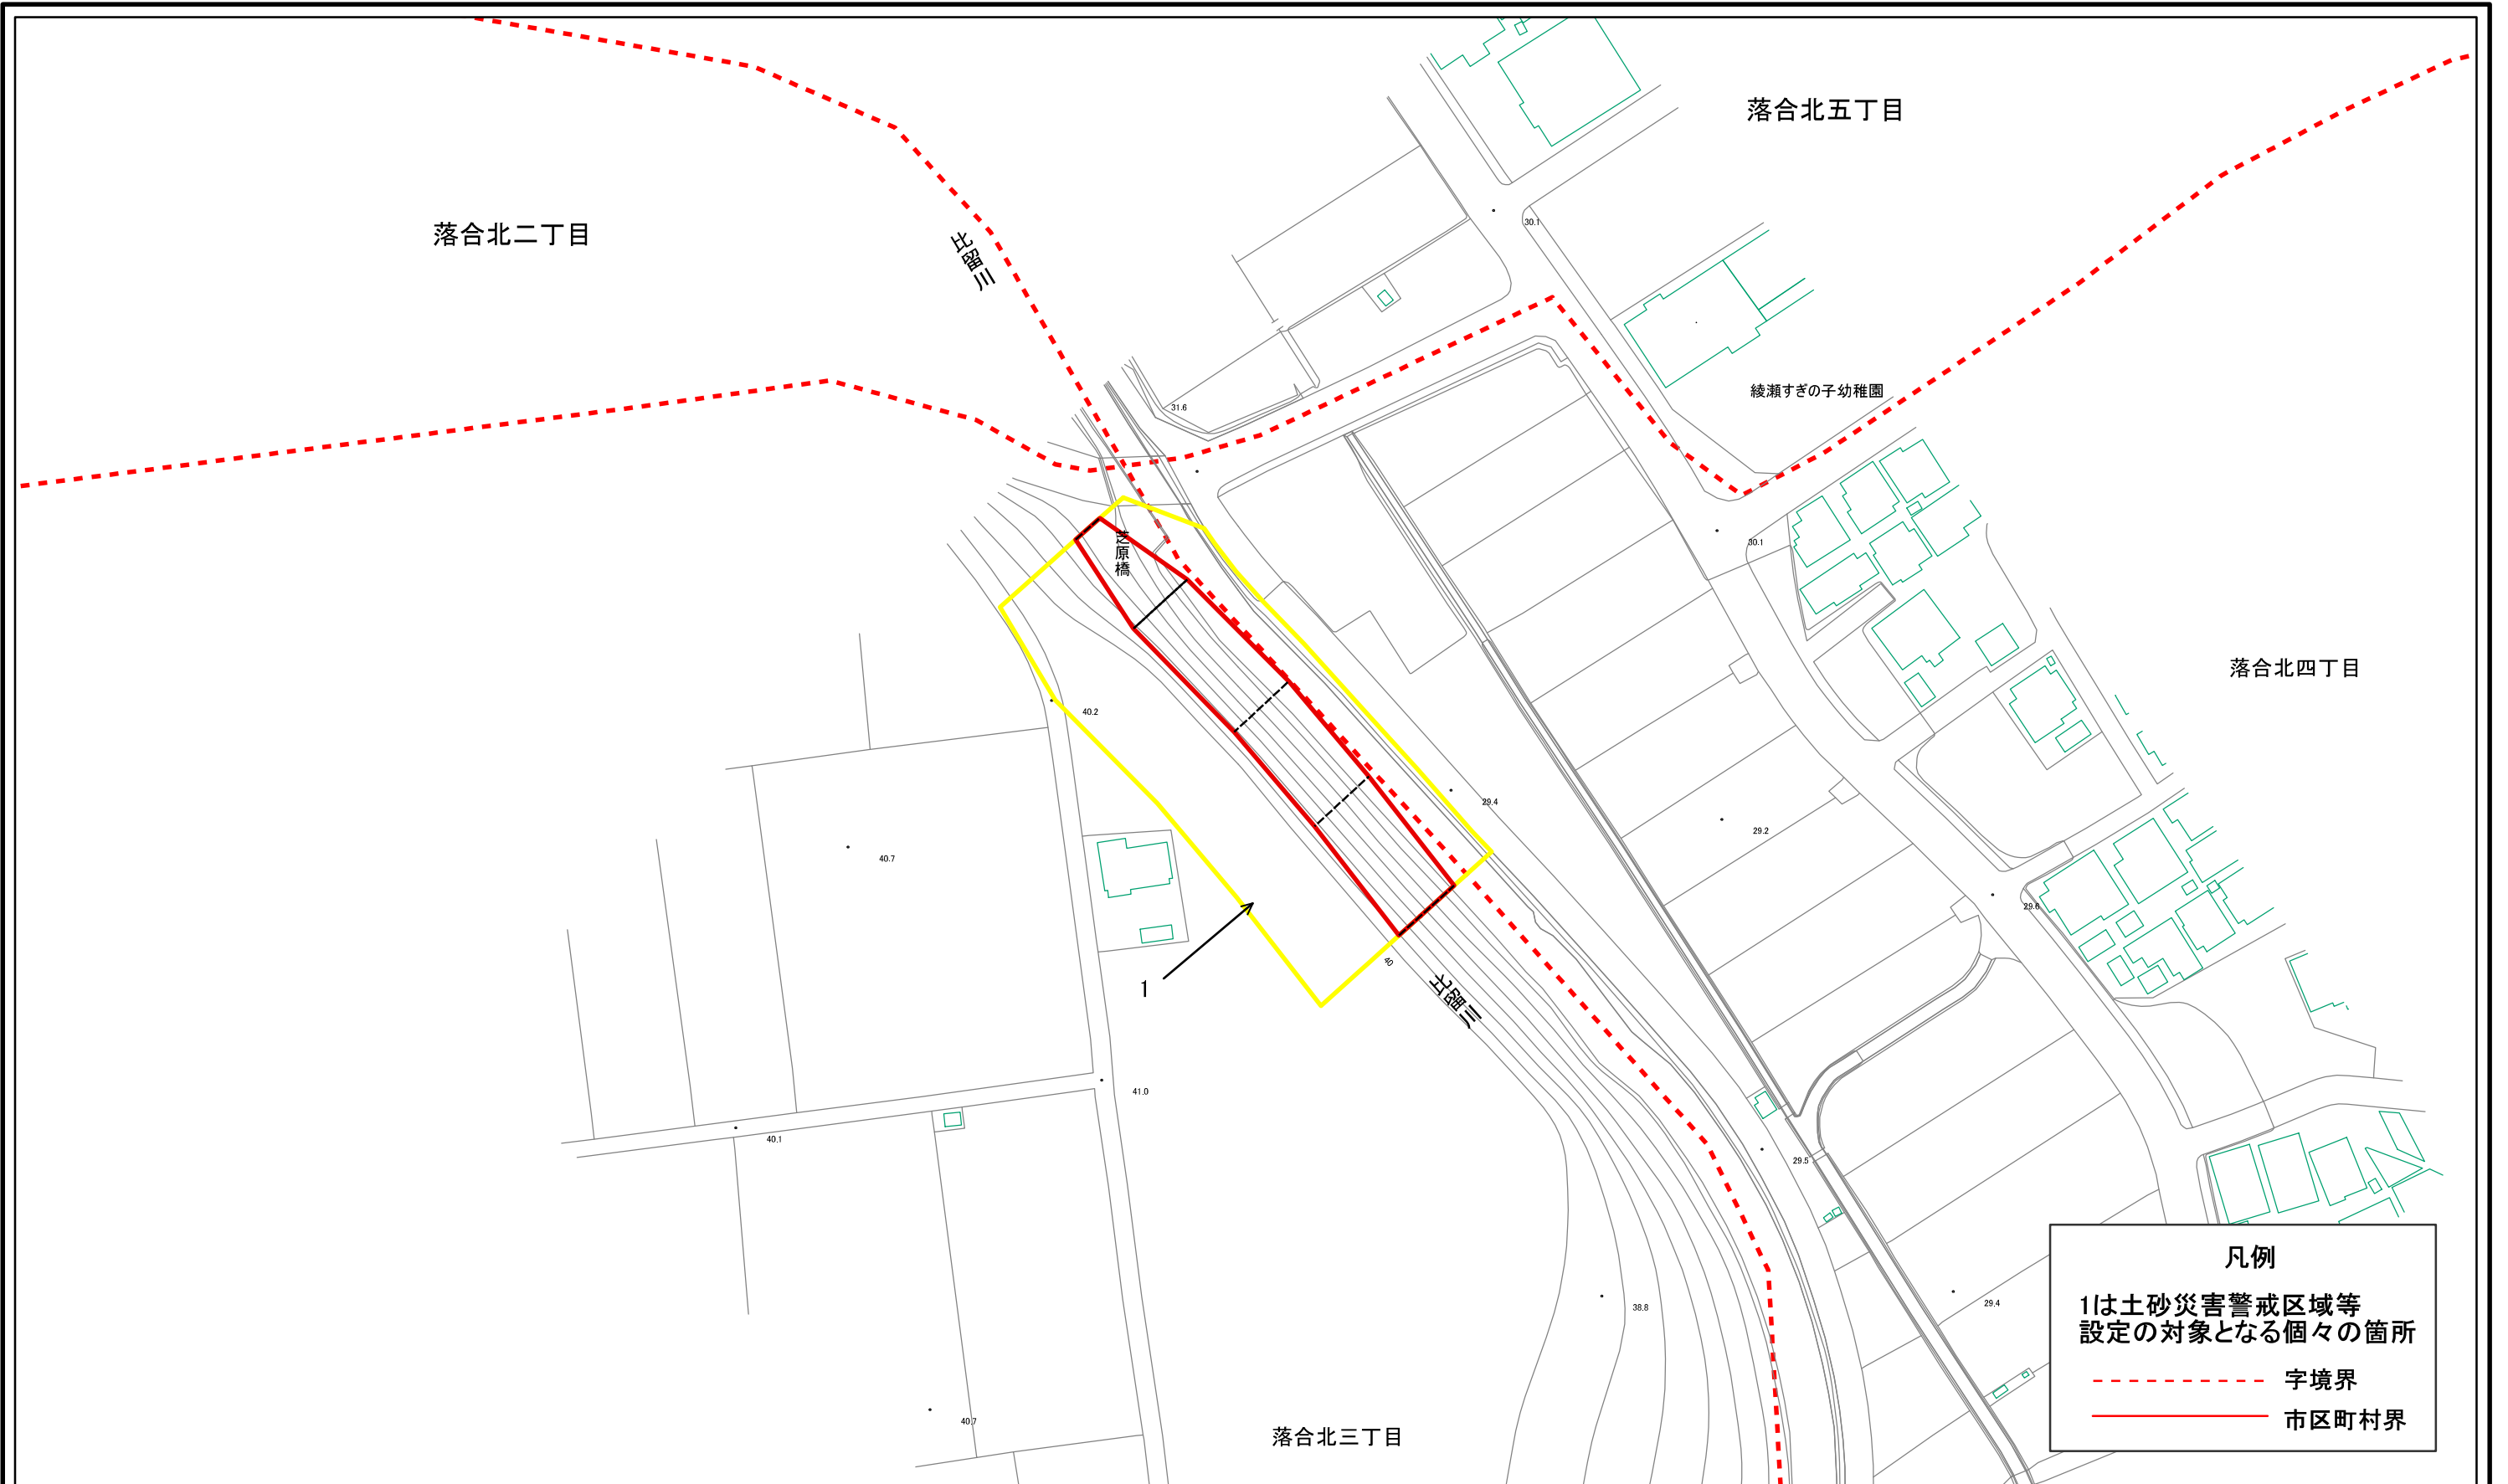 落合北五丁目
落合北二丁目
比留川
30.1
綾瀬すぎの子幼稚園
31.6
30.1
芝原橋
落合北四丁目
40.2
29.4
29.2
40.7
29.6
40
1
比留川
41.0
40.1
29.5
38.8
29.4
40.7
落合北三丁目
凡例
1は土砂災害警戒区域等
設定の対象となる個々の箇所
字境界
市区町村界